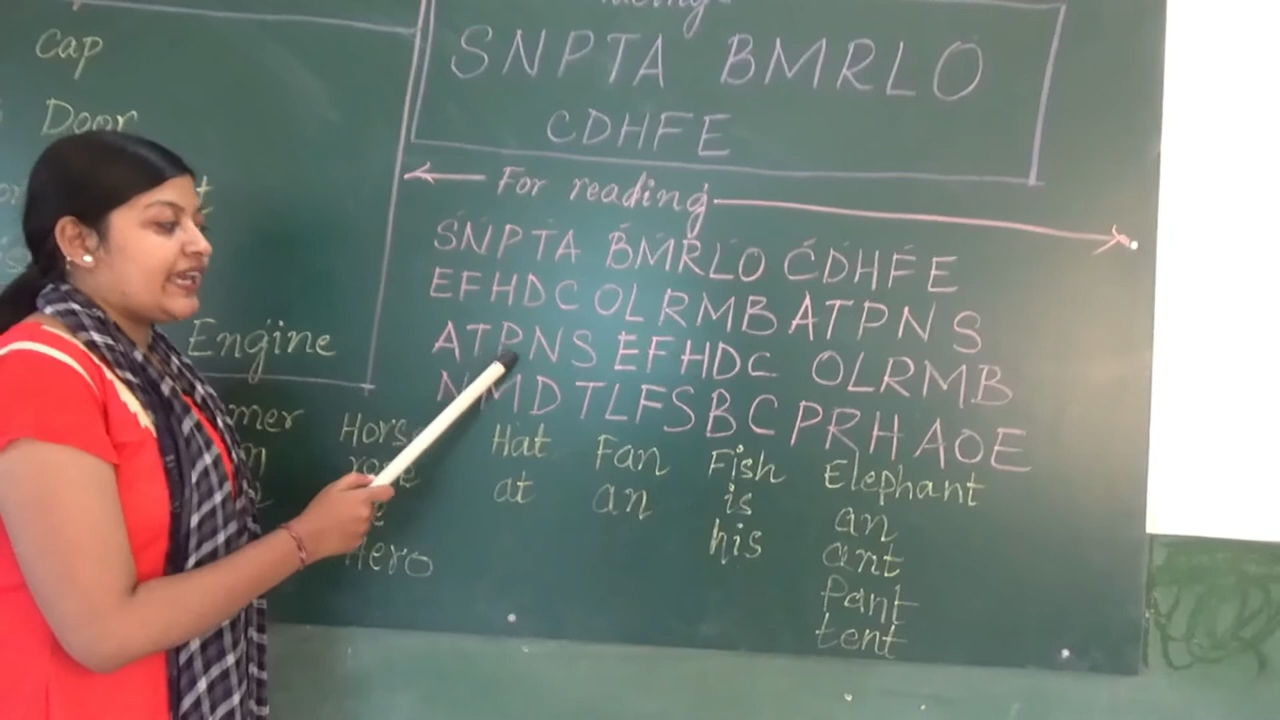 Cap
Door
Engine
SNPTA BMRLO
CDHFE
For reading
SNPTA BMRLO CDHFE
EFHDC OLRMB ATPNS
ATPNS EFHDC OLRMB
NMDTLFSBCPRHAOE
Hat Fan Fish Elephant
at an is an
his ant
Hero
Pant
tent